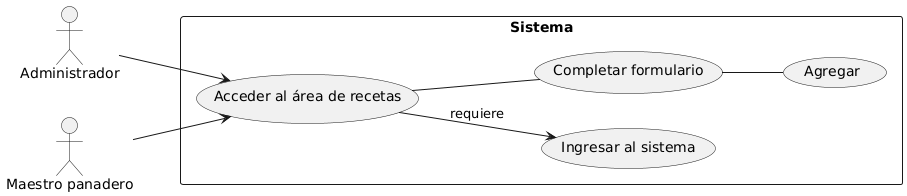 Sistema
Administrador
Maestro panadero
Acceder al área de recetas
Completar formulario
Agregar
requiere
Ingresar al sistema